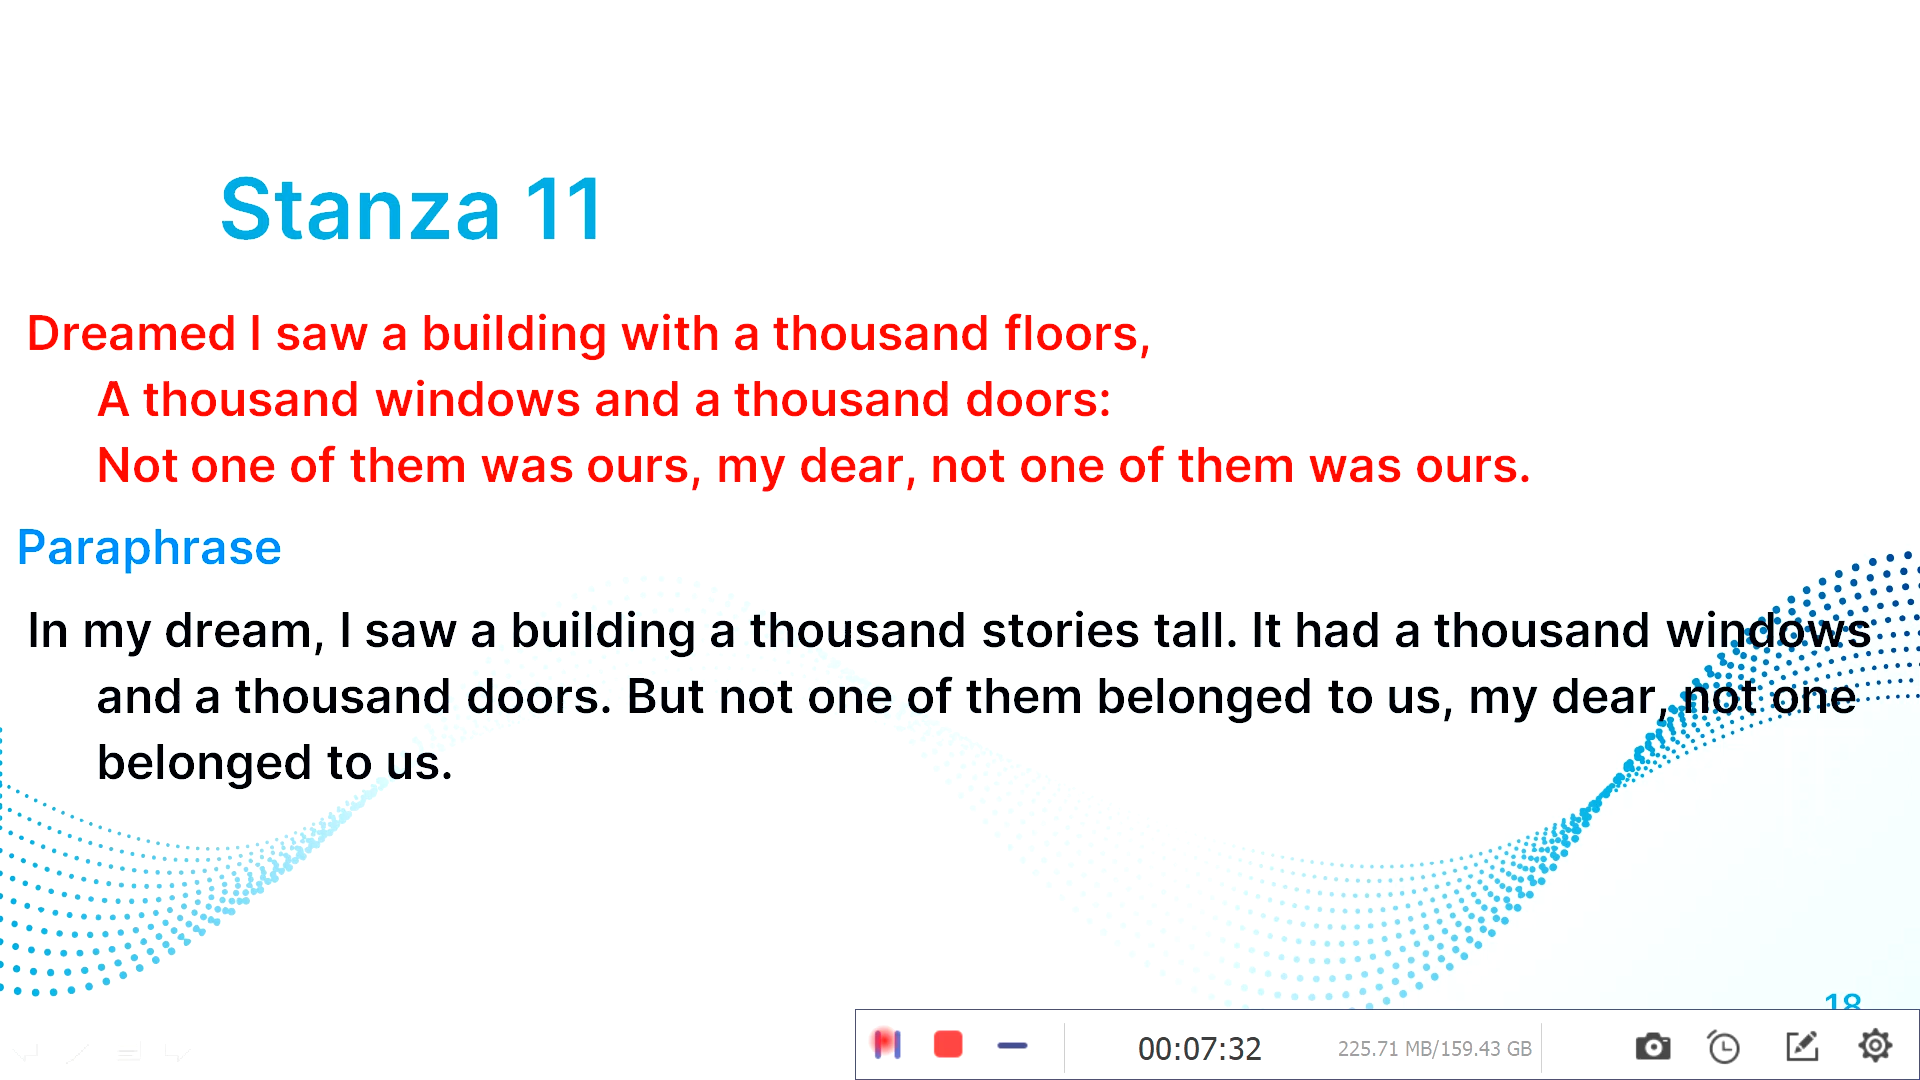 Stanza 11
Dreamed I saw a building with a thousand floors,
A thousand windows and a thousand doors:
Not one of them was ours, my dear, not one of them was ours.
Paraphrase
In my dream, I saw a building a thousand stories tall. It had a thousand windows
and a thousand doors. But not one of them belonged to us, my dear, not one
belonged to us.
18
00:07:32
225.71 MB/159.43 GB